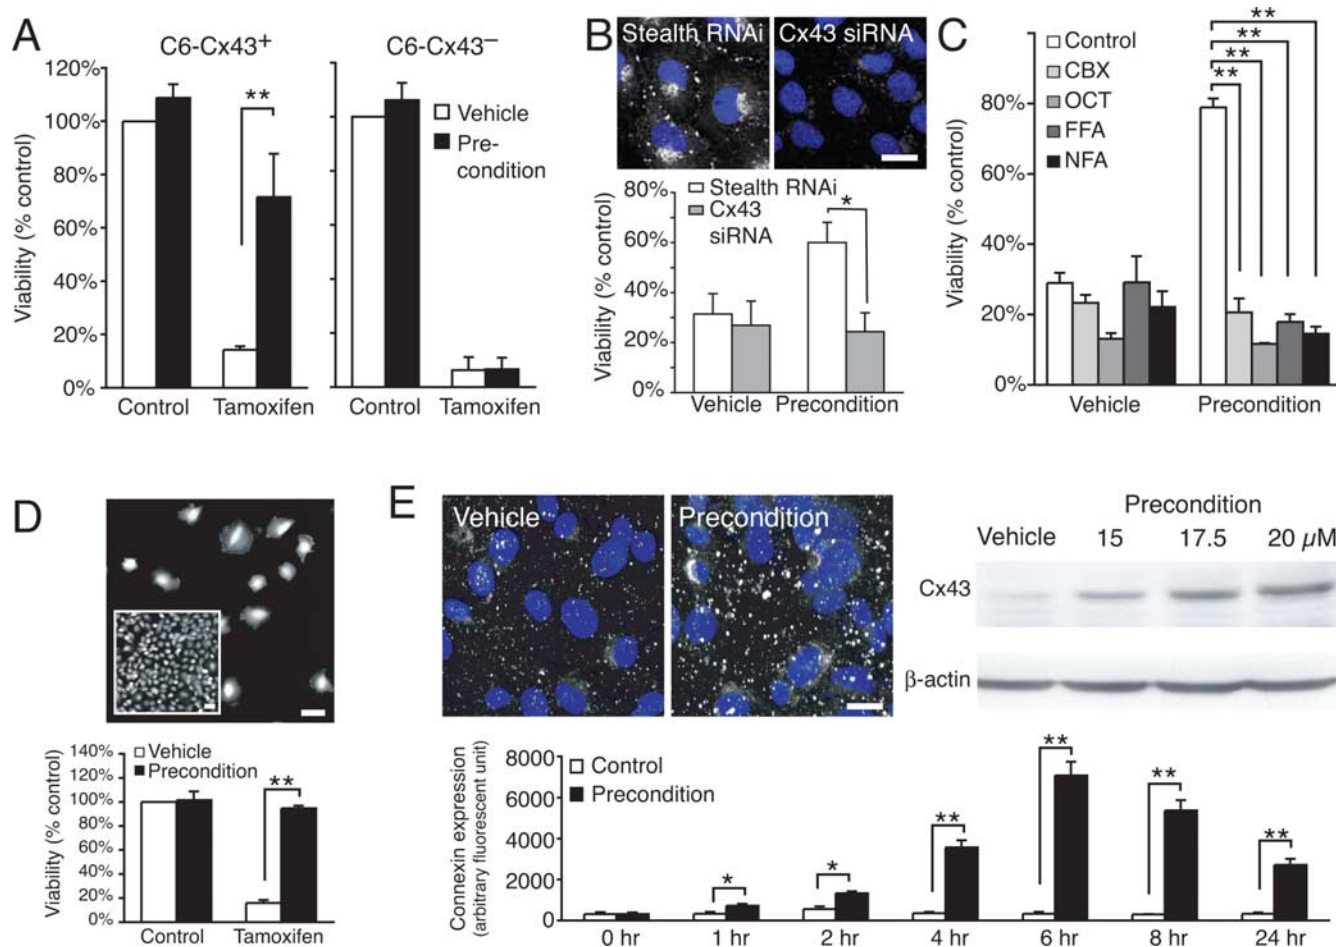 A
C6-Cx43+
C6-Cx43−
120%
100%
80%
60%
40%
20%
0%
Viability (% control)
**
Vehicle
Pre-
condition
Control
Tamoxifen
Control
Tamoxifen
B
Stealth RNAi
Cx43 siRNA
80%
60%
40%
20%
0%
Viability (% control)
Stealth RNAi
Cx43
siRNA
*
Vehicle
Precondition
C
Control
CBX
OCT
FFA
NFA
**
**
**
**
80%
60%
40%
20%
0%
Viability (% control)
Vehicle
Precondition
D
140%
120%
100%
80%
60%
40%
20%
0%
Viability (% control)
Vehicle
Precondition
**
Control
Tamoxifen
E
Vehicle
Precondition
Precondition
Vehicle 15 17.5 20 µM
Cx43
β-actin
8000
6000
4000
2000
0
Connexin expression
(arbitrary fluorescent unit)
Control
Precondition
*
*
**
**
**
**
0 hr 1 hr 2 hr 4 hr 6 hr 8 hr 24 hr